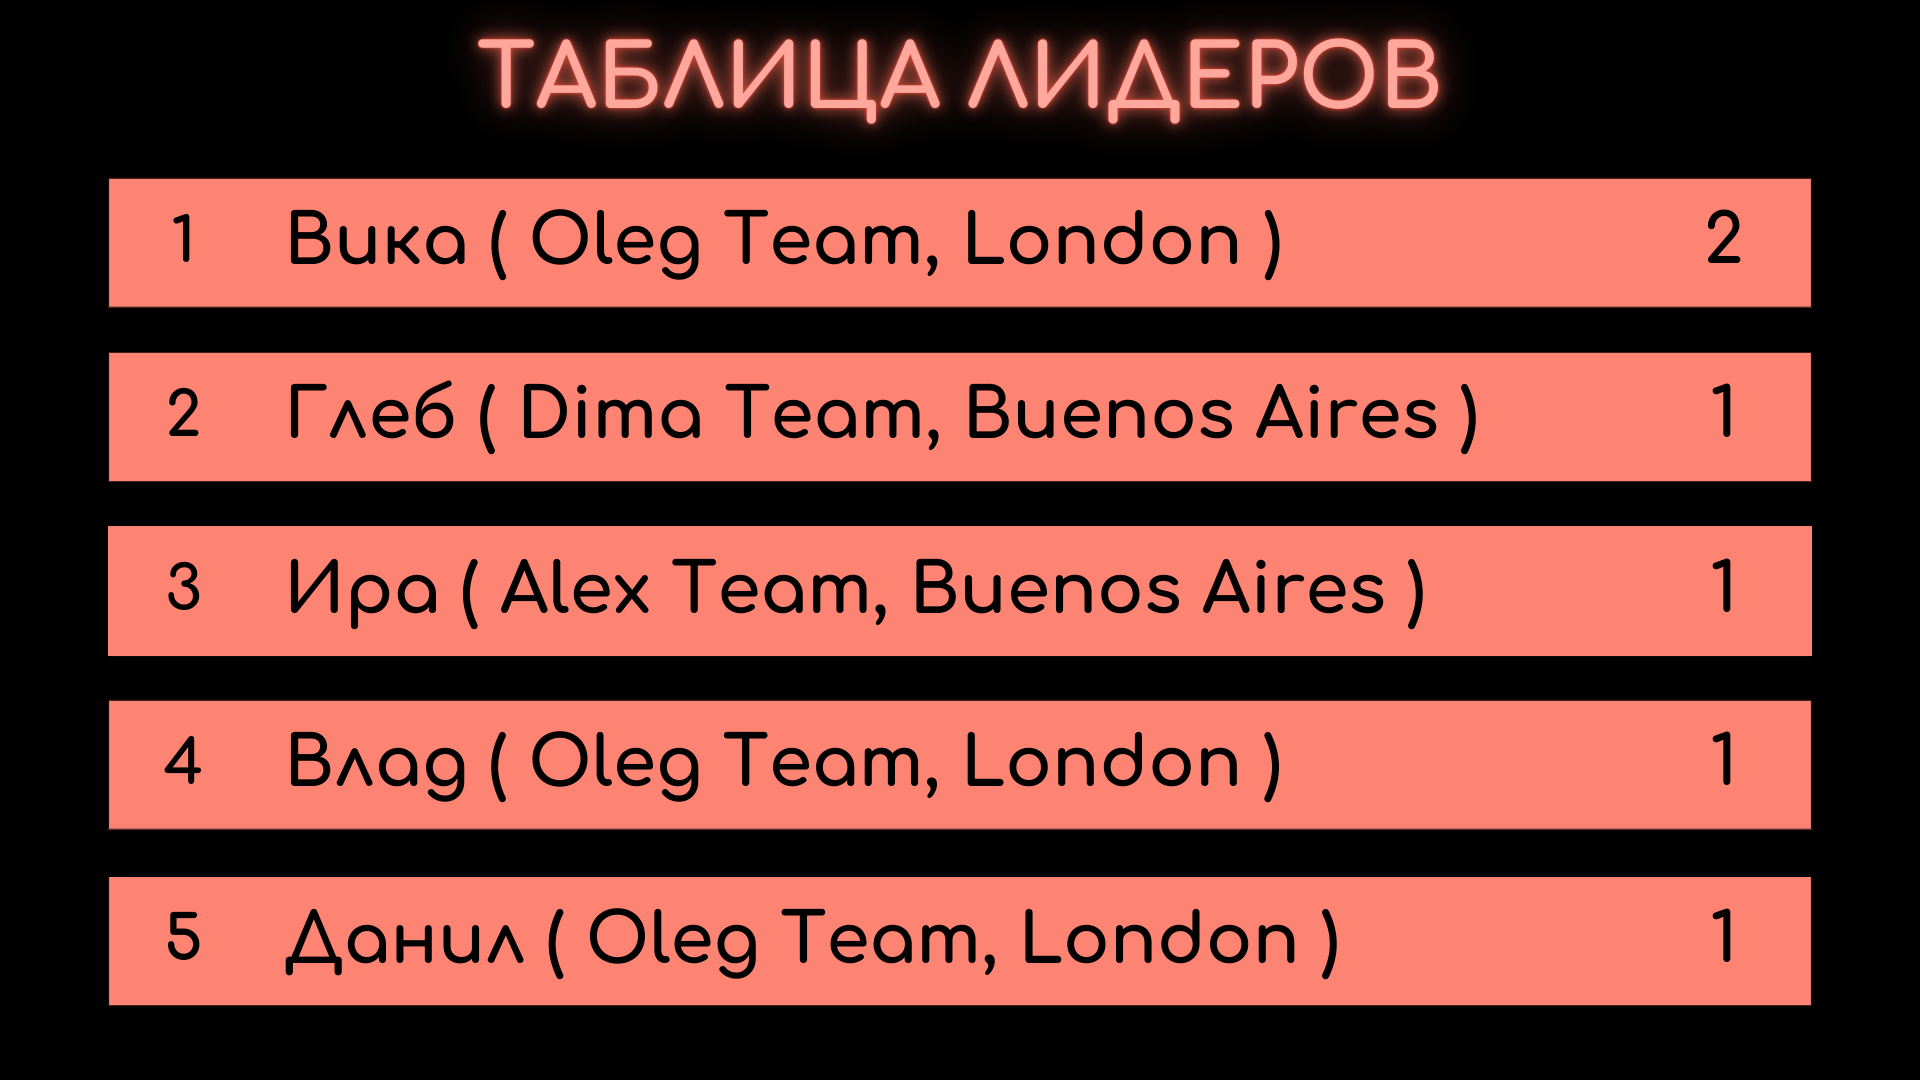 ТАБЛИЦА ЛИДЕРОВ
1 Вика ( Oleg Team, London ) 2
2 Глеб ( Dima Team, Buenos Aires ) 1
3 Ира ( Alex Team, Buenos Aires ) 1
4 Влад ( Oleg Team, London ) 1
5 Данил ( Oleg Team, London ) 1